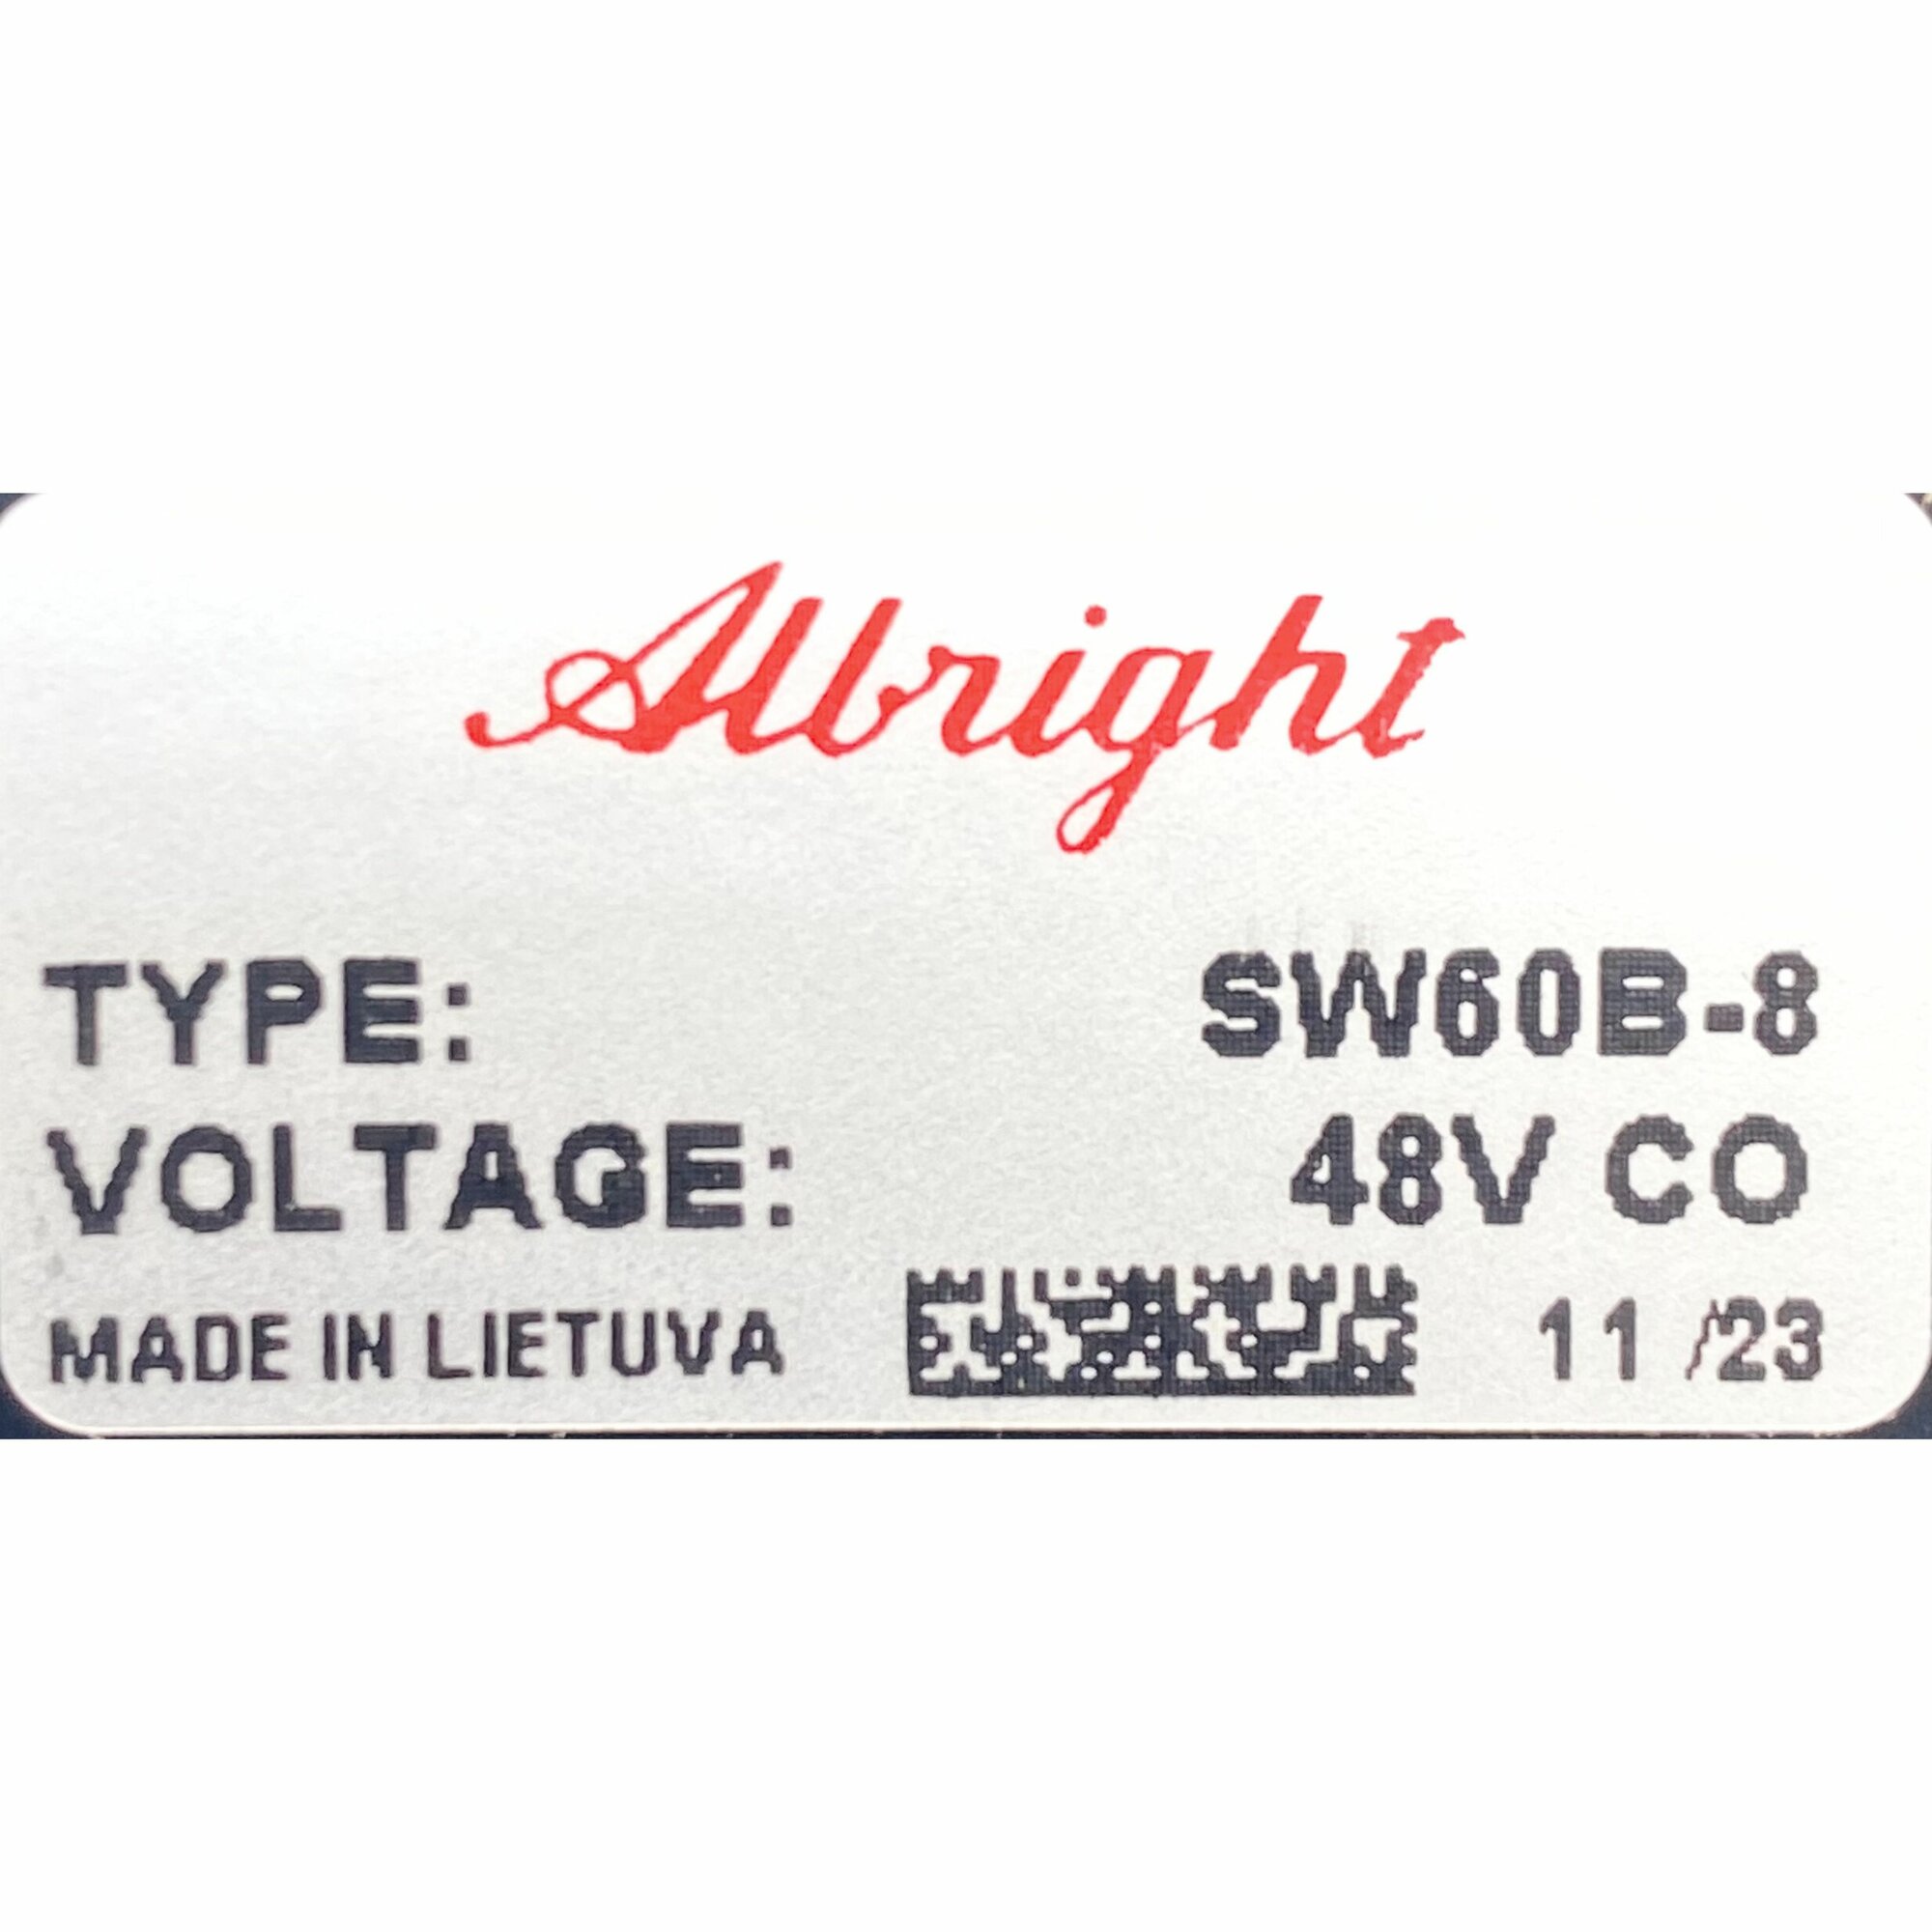 Albright
TYPE: SW60B-8
VOLTAGE: 48V CO
MADE IN LIETUVA 11 /23